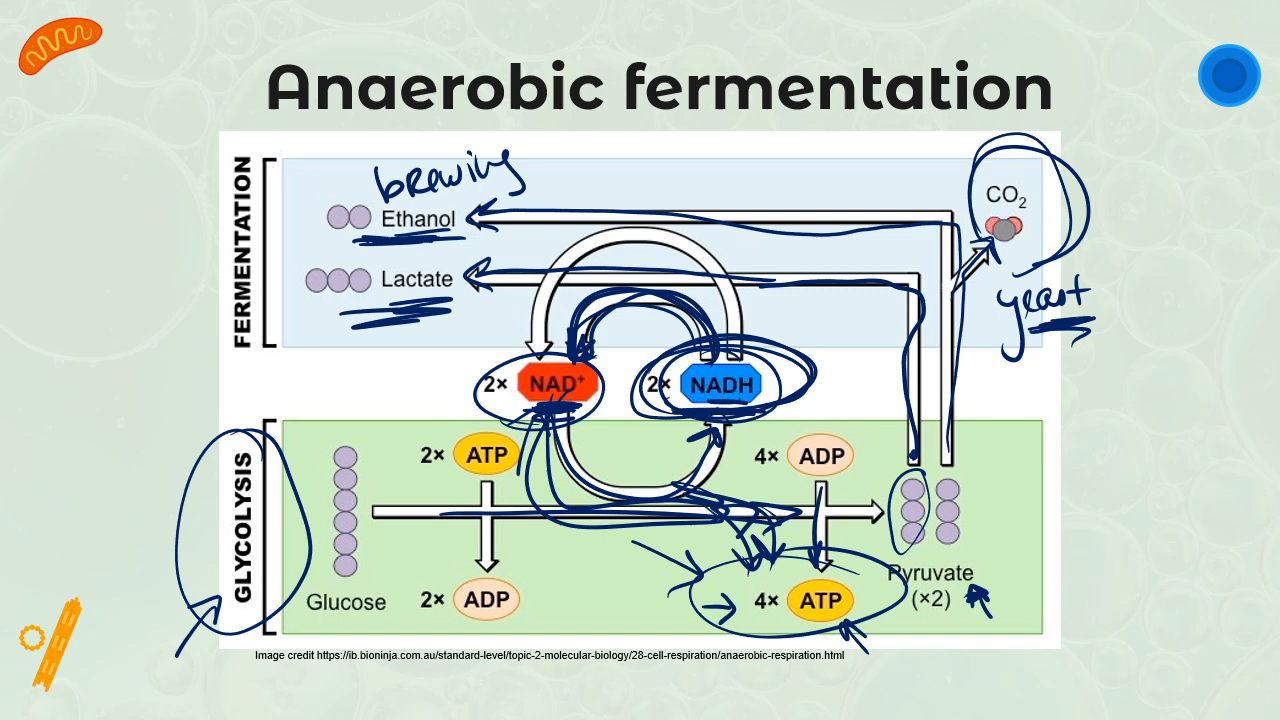 Anaerobic fermentation
FERMENTATION
brewing
Ethanol
Lactate
CO₂
yeast
2× NAD⁺
2× NADH
GLYCOLYSIS
2× ATP
4× ADP
Glucose
2× ADP
4× ATP
Pyruvate
(×2)
Image credit https://ib.bioninja.com.au/standard-level/topic-2-molecular-biology/28-cell-respiration/anaerobic-respiration.html